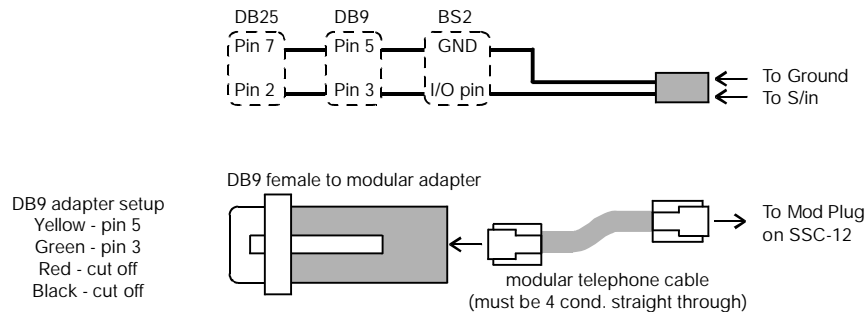 DB25 DB9 BS2
Pin 7 Pin 5 GND
Pin 2 Pin 3 I/O pin
To Ground
To S/in
DB9 female to modular adapter
DB9 adapter setup
Yellow - pin 5
Green - pin 3
Red - cut off
Black - cut off
To Mod Plug
on SSC-12
modular telephone cable
(must be 4 cond. straight through)